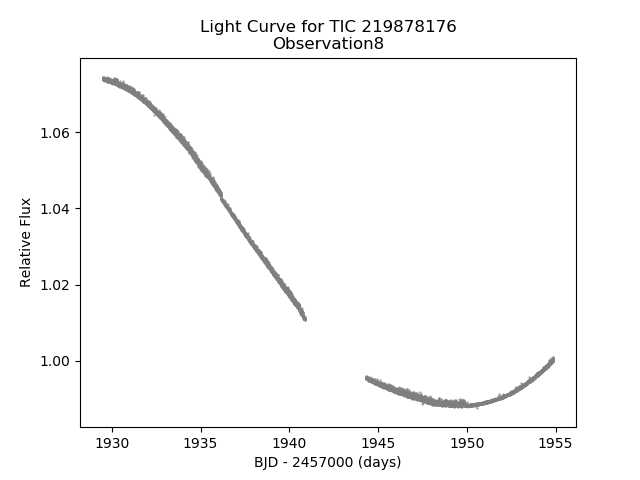 Light Curve for TIC 219878176
Observation8
1.06
1.04
1.02
1.00
Relative Flux
1930 1935 1940 1945 1950 1955
BJD - 2457000 (days)